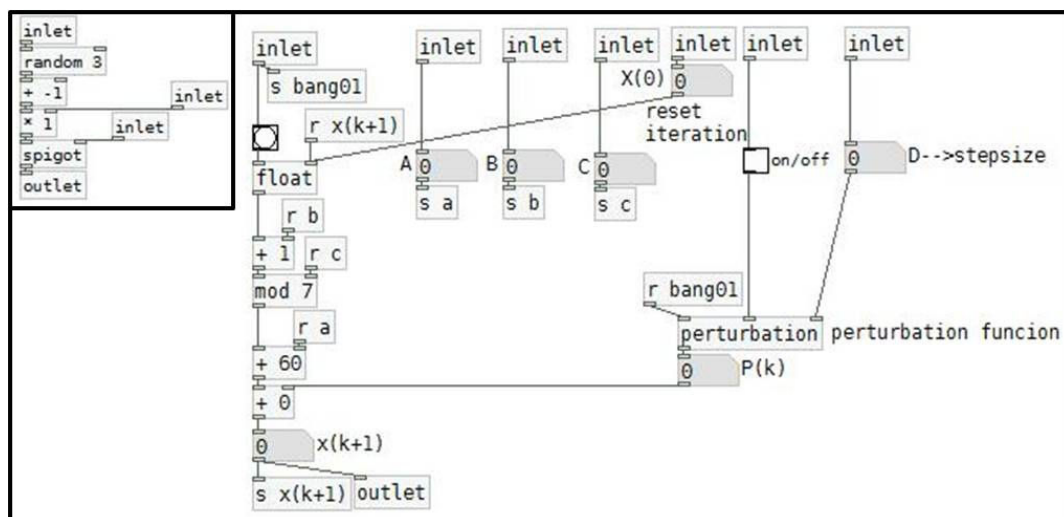 inlet
random 3
+ -1
inlet
* 1
inlet
spigot
outlet
inlet
inlet
inlet
inlet
inlet
inlet
inlet
s bang01
X(0) 0
reset
iteration
r x(k+1)
on/off
A 0
B 0
C 0
0 D-->stepsize
float
s a
s b
s c
r b
+ 1
r c
mod 7
r bang01
r a
perturbation
perturbation funcion
+ 60
0 P(k)
+ 0
0 x(k+1)
s x(k+1)
outlet